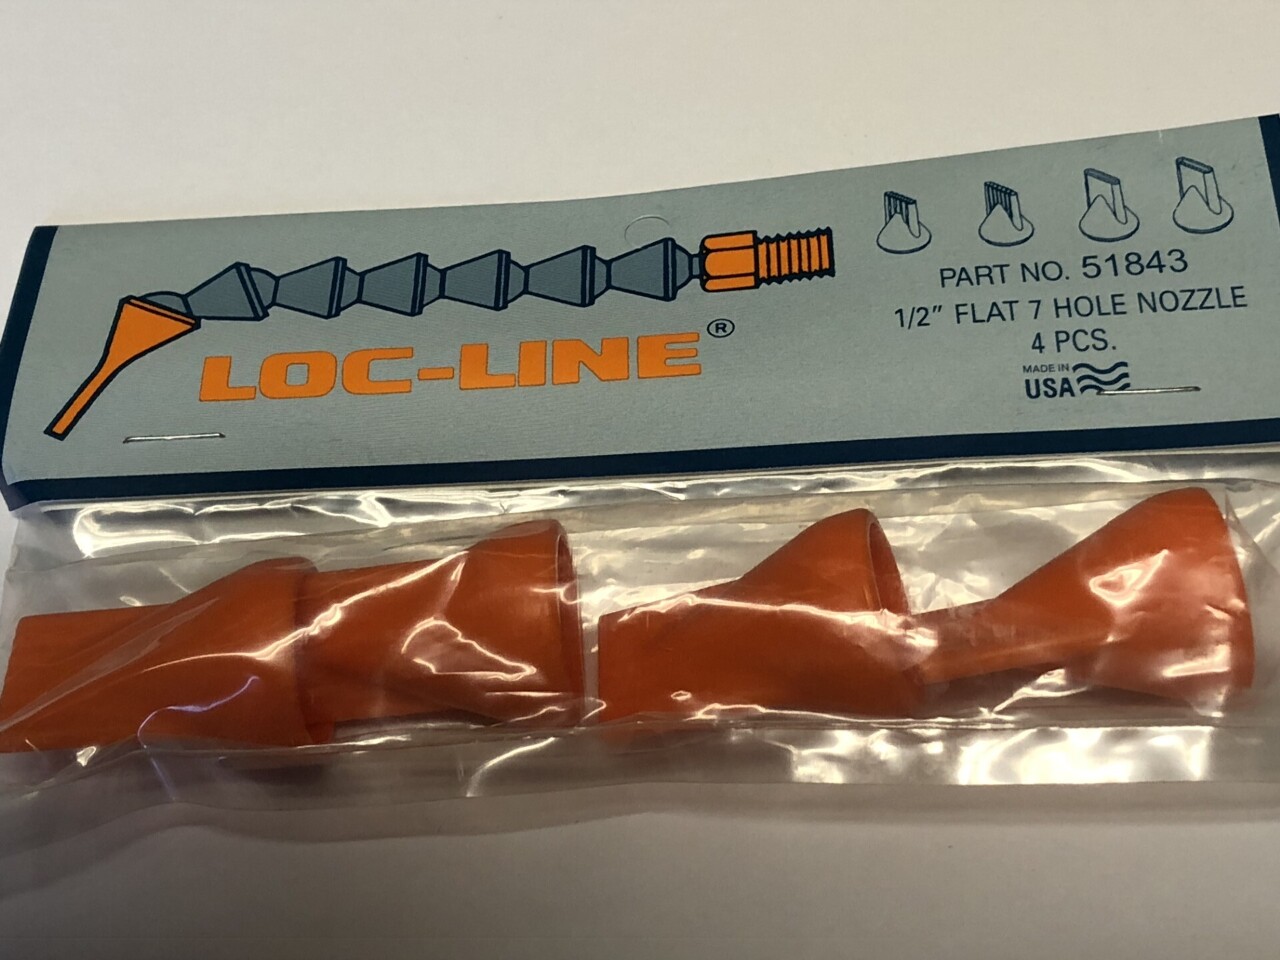 LOC-LINE®
PART NO. 51843
1/2" FLAT 7 HOLE NOZZLE
4 PCS.
MADE IN
USA